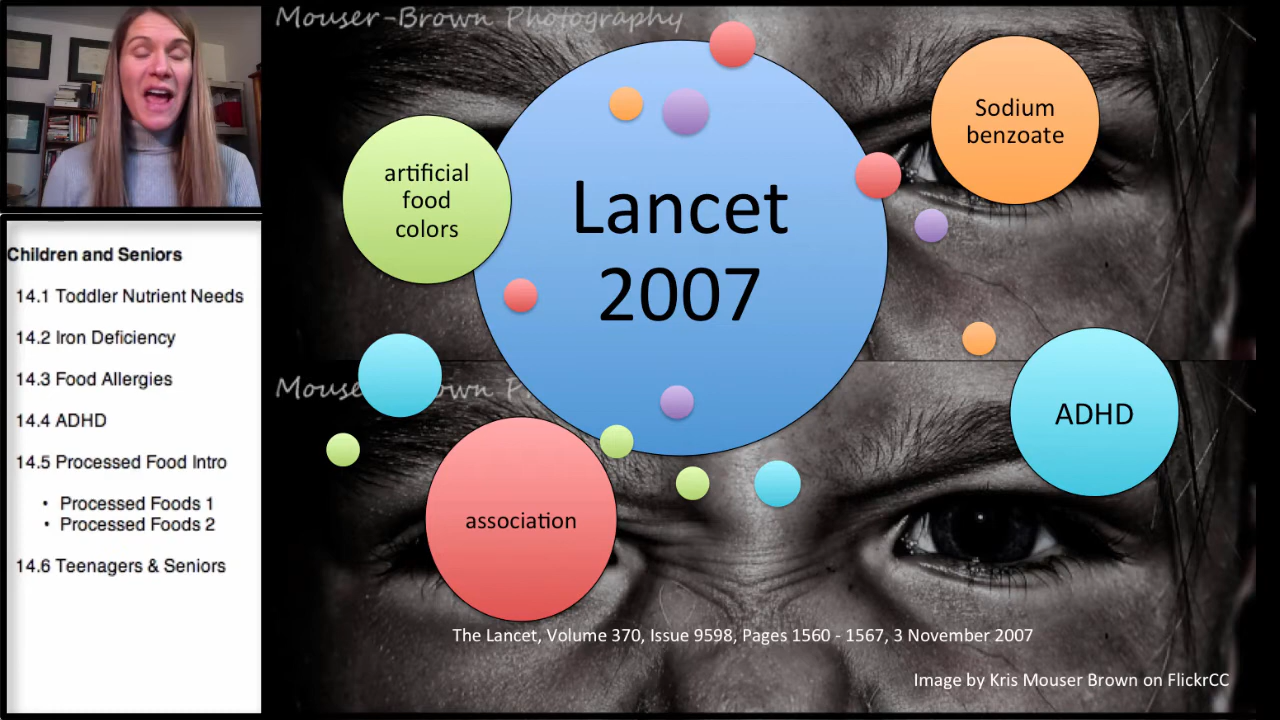 Mouser-Brown Photography
Lancet
2007
artificial
food
colors
Sodium
benzoate
ADHD
association
The Lancet, Volume 370, Issue 9598, Pages 1560 - 1567, 3 November 2007
Image by Kris Mouser Brown on FlickrCC
Children and Seniors
14.1 Toddler Nutrient Needs
14.2 Iron Deficiency
14.3 Food Allergies
14.4 ADHD
14.5 Processed Food Intro
• Processed Foods 1
• Processed Foods 2
14.6 Teenagers & Seniors